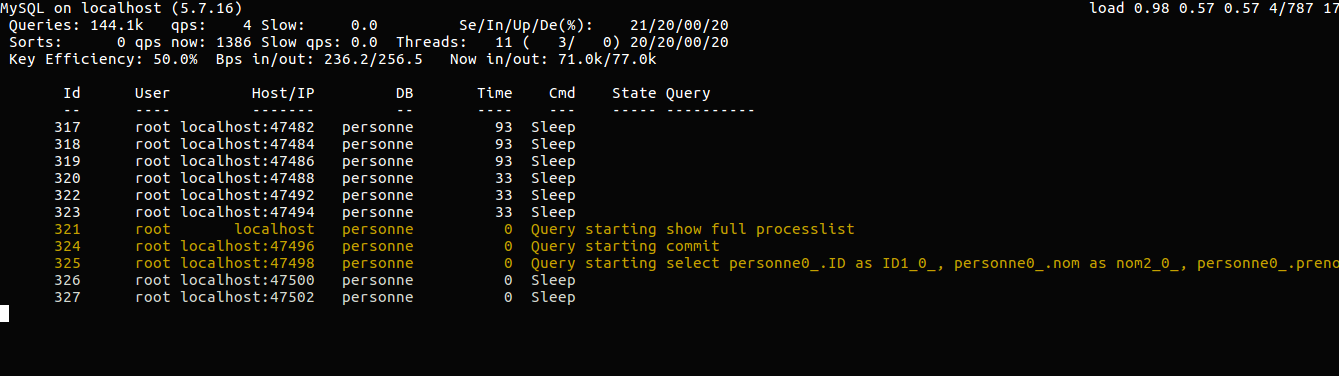 MySQL on localhost (5.7.16) load 0.98 0.57 0.57 4/787 17
Queries: 144.1k qps: 4 Slow: 0.0 Se/In/Up/De(%): 21/20/00/20
Sorts: 0 qps now: 1386 Slow qps: 0.0 Threads: 11 ( 3/ 0) 20/20/00/20
Key Efficiency: 50.0% Bps in/out: 236.2/256.5 Now in/out: 71.0k/77.0k
Id User Host/IP DB Time Cmd State Query
-- ---- ------- -- ---- --- ----- ----------
317 root localhost:47482 personne 93 Sleep
318 root localhost:47484 personne 93 Sleep
319 root localhost:47486 personne 93 Sleep
320 root localhost:47488 personne 33 Sleep
322 root localhost:47492 personne 33 Sleep
323 root localhost:47494 personne 33 Sleep
321 root localhost personne 0 Query starting show full processlist
324 root localhost:47496 personne 0 Query starting commit
325 root localhost:47498 personne 0 Query starting select personne0_.ID as ID1_0_, personne0_.nom as nom2_0_, personne0_.preno
326 root localhost:47500 personne 0 Sleep
327 root localhost:47502 personne 0 Sleep